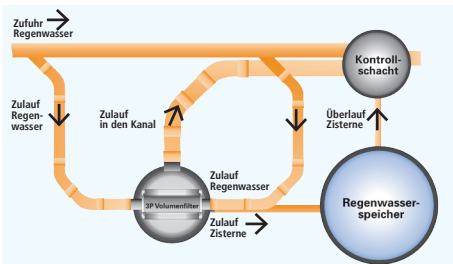 Zufuhr
Regenwasser
Kontroll-
schacht
Zulauf
Regen-
wasser
Zulauf
in den Kanal
Überlauf
Zisterne
Zulauf
Regenwasser
3P Volumenfilter
Regenwasser-
speicher
Zulauf
Zisterne